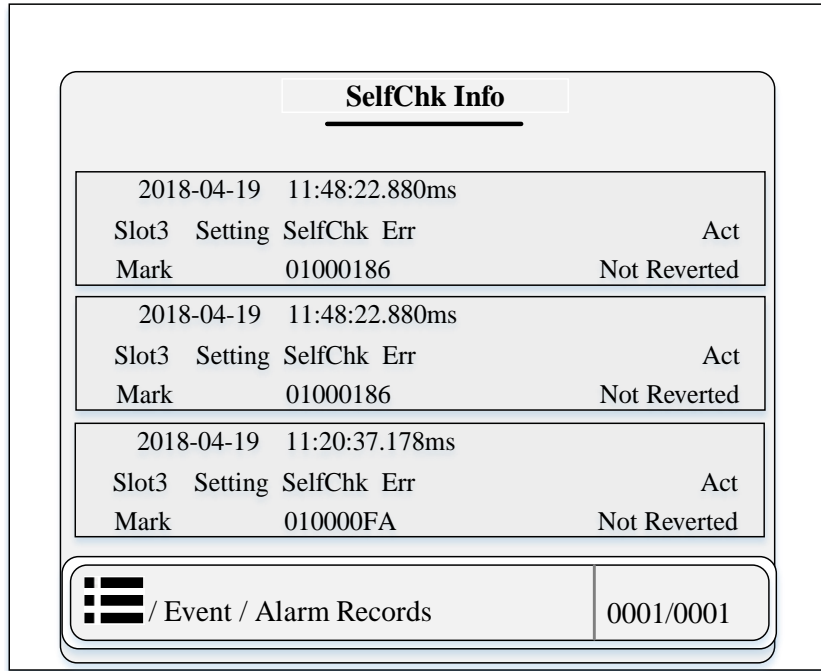 SelfChk Info
2018-04-19 11:48:22.880ms
Slot3 Setting SelfChk Err Act
Mark 01000186 Not Reverted
2018-04-19 11:48:22.880ms
Slot3 Setting SelfChk Err Act
Mark 01000186 Not Reverted
2018-04-19 11:20:37.178ms
Slot3 Setting SelfChk Err Act
Mark 010000FA Not Reverted
/ Event / Alarm Records 0001/0001